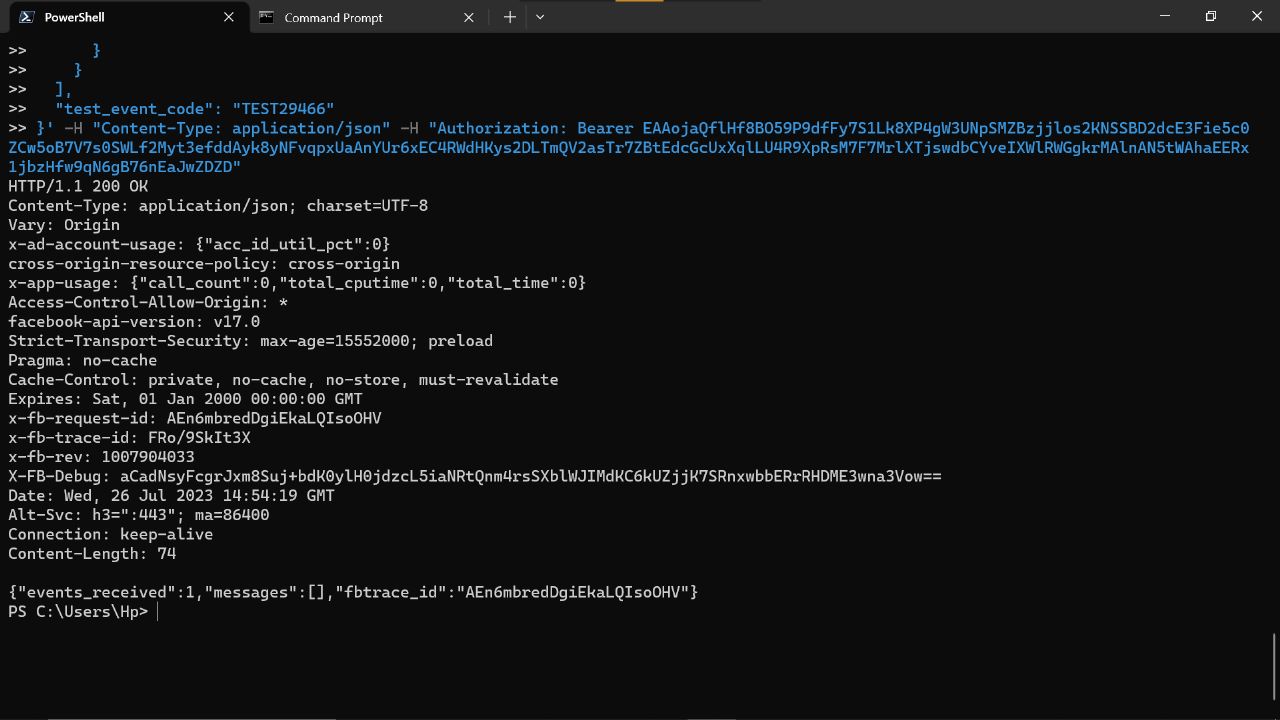 PowerShell
Command Prompt
>>       }
>>     }
>>   ],
>>   "test_event_code": "TEST29466"
>> }' -H "Content-Type: application/json" -H "Authorization: Bearer EAAojaQflHf8BO59P9dfFy7S1Lk8XP4gW3UNpSMZBzjjlos2KNSSBD2dcE3Fie5c0
ZCw5oB7V7s0SWLf2Myt3efddAyk8yNFvqpxUaAnYUr6xEC4RWdHKys2DLTmQV2asTr7ZBtEdcGcUxXqlLU4R9XpRsM7F7MrlXTjswdbCYveIXWlRWGgkrMAlnAN5tWAhaEERx
1jbzHfw9qN6gB76nEaJwZDZD"
HTTP/1.1 200 OK
Content-Type: application/json; charset=UTF-8
Vary: Origin
x-ad-account-usage: {"acc_id_util_pct":0}
cross-origin-resource-policy: cross-origin
x-app-usage: {"call_count":0,"total_cputime":0,"total_time":0}
Access-Control-Allow-Origin: *
facebook-api-version: v17.0
Strict-Transport-Security: max-age=15552000; preload
Pragma: no-cache
Cache-Control: private, no-cache, no-store, must-revalidate
Expires: Sat, 01 Jan 2000 00:00:00 GMT
x-fb-request-id: AEn6mbredDgiEkaLQIsoOHV
x-fb-trace-id: FRo/9SkIt3X
x-fb-rev: 1007904033
X-FB-Debug: aCadNsyFcgrJxm8Suj+bdK0ylH0jdzcL5iaNRtQnm4rsSXblWJIMdKC6kUZjjK7SRnxwbbERrRHDME3wna3Vow==
Date: Wed, 26 Jul 2023 14:54:19 GMT
Alt-Svc: h3=":443"; ma=86400
Connection: keep-alive
Content-Length: 74
{"events_received":1,"messages":[],"fbtrace_id":"AEn6mbredDgiEkaLQIsoOHV"}
PS C:\Users\Hp>